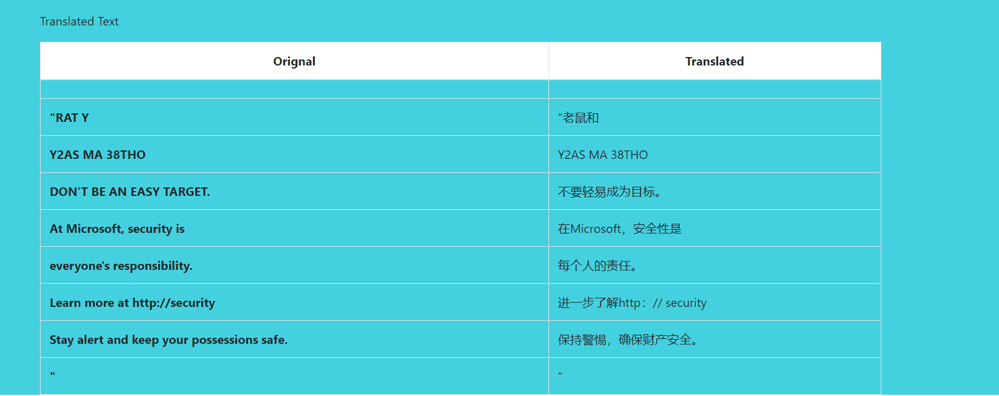 Translated Text
Orignal Translated
"RAT Y “老鼠和
Y2AS MA 38THO Y2AS MA 38THO
DON'T BE AN EASY TARGET. 不要轻易成为目标。
At Microsoft, security is 在Microsoft，安全性是
everyone's responsibility. 每个人的责任。
Learn more at http://security 进一步了解http：// security
Stay alert and keep your possessions safe. 保持警惕，确保财产安全。
" ”